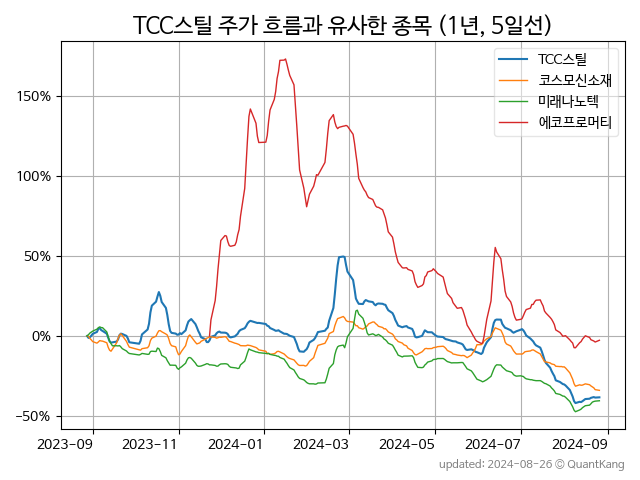 TCC스틸 주가 흐름과 유사한 종목 (1년, 5일선)
TCC스틸
코스모신소재
미래나노텍
에코프로머티
150%
100%
50%
0%
−50%
2023-09 2023-11 2024-01 2024-03 2024-05 2024-07 2024-09
updated: 2024-08-26 © QuantKang